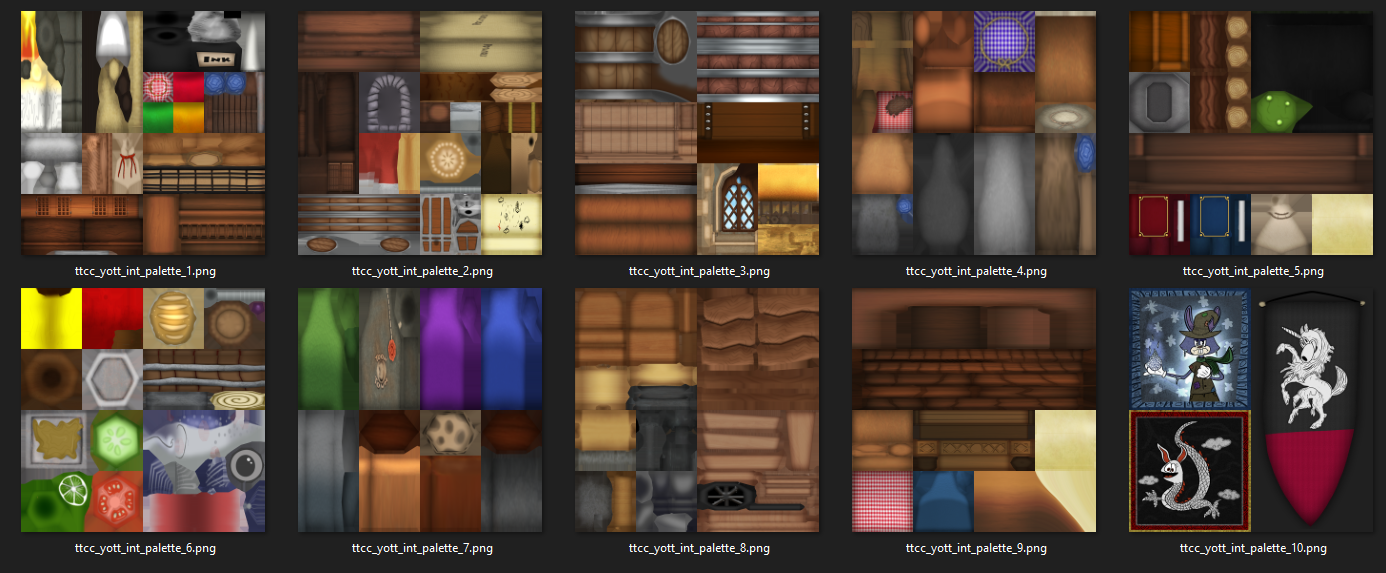 INK
ttcc_yott_int_palette_1.png
ttcc_yott_int_palette_2.png
ttcc_yott_int_palette_3.png
ttcc_yott_int_palette_4.png
ttcc_yott_int_palette_5.png
ttcc_yott_int_palette_6.png
ttcc_yott_int_palette_7.png
ttcc_yott_int_palette_8.png
ttcc_yott_int_palette_9.png
ttcc_yott_int_palette_10.png